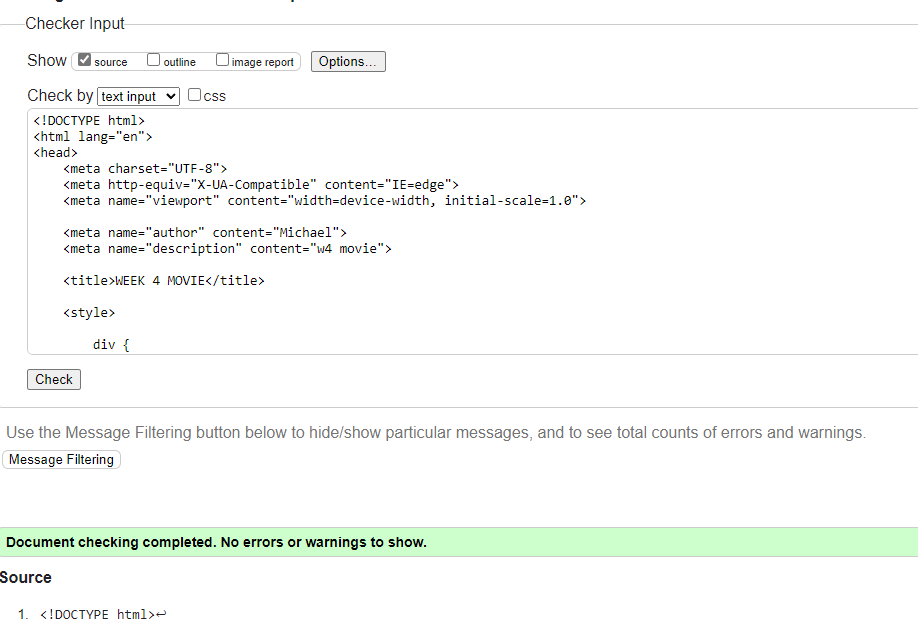 Checker Input
Show source outline image report Options...
Check by text input css
<!DOCTYPE html>
<html lang="en">
<head>
    <meta charset="UTF-8">
    <meta http-equiv="X-UA-Compatible" content="IE=edge">
    <meta name="viewport" content="width=device-width, initial-scale=1.0">
    <meta name="author" content="Michael">
    <meta name="description" content="w4 movie">
    <title>WEEK 4 MOVIE</title>
    <style>
        div {
Check
Use the Message Filtering button below to hide/show particular messages, and to see total counts of errors and warnings.
Message Filtering
Document checking completed. No errors or warnings to show.
Source
1. <!DOCTYPE html>↩